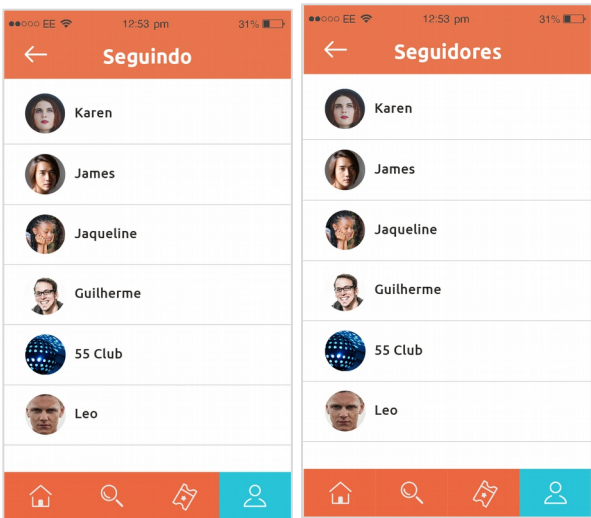 EE 12:53 pm 31%
Seguindo
Karen
James
Jaqueline
Guilherme
55 Club
Leo
EE 12:53 pm 31%
Seguidores
Karen
James
Jaqueline
Guilherme
55 Club
Leo